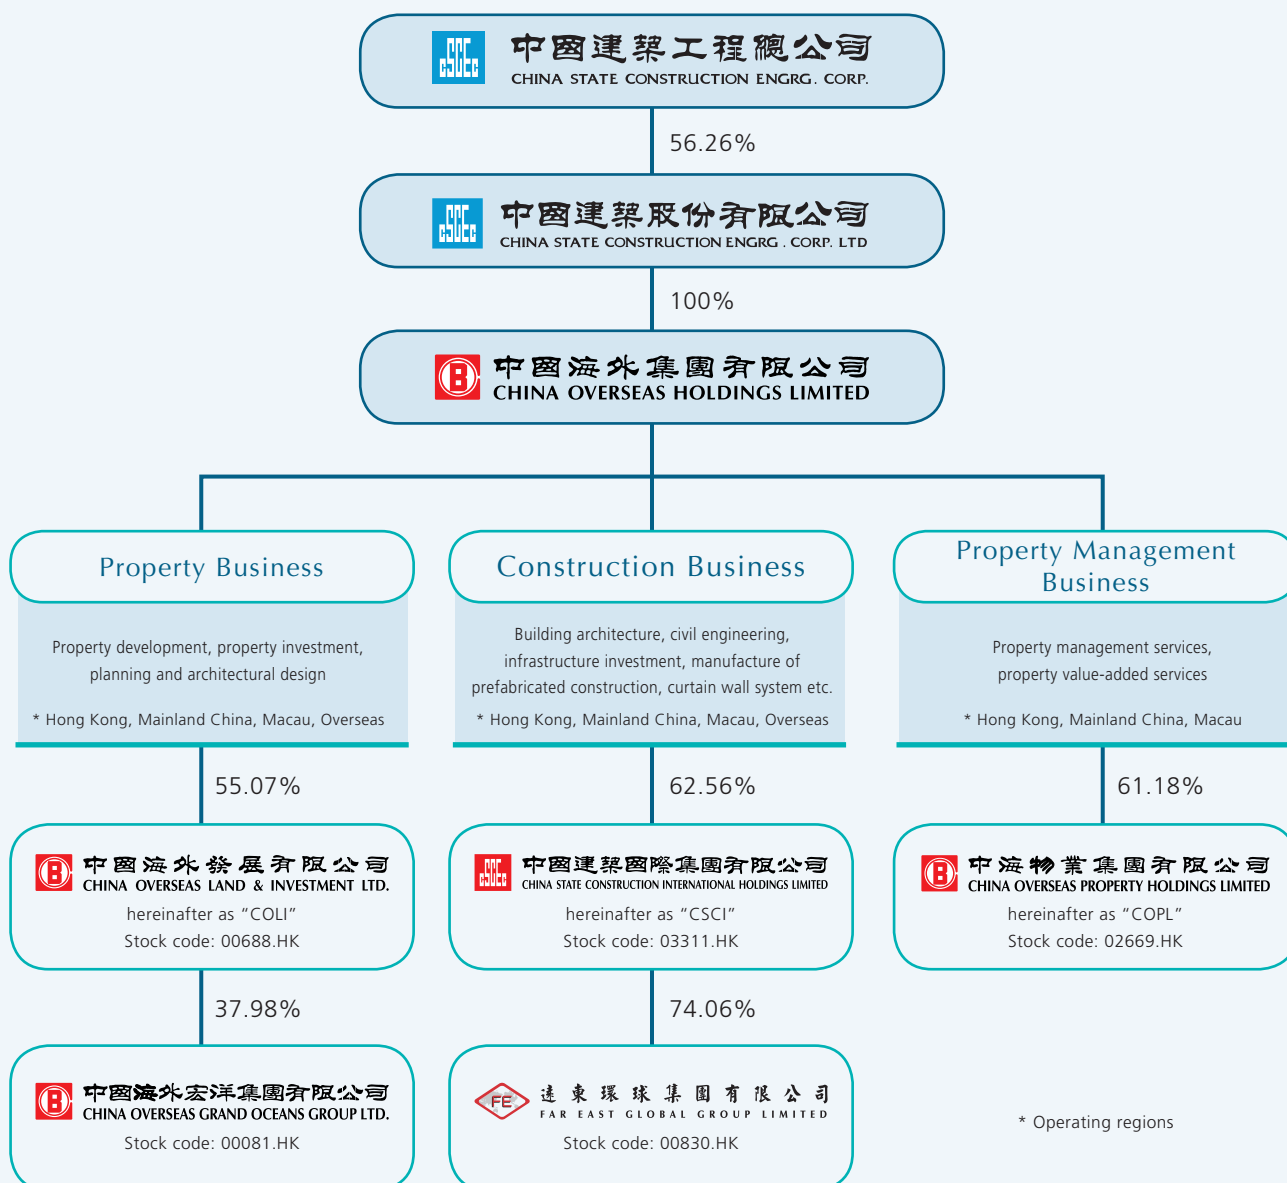 中國建築工程總公司
CHINA STATE CONSTRUCTION ENGRG. CORP.
56.26%
中國建築股份有限公司
CHINA STATE CONSTRUCTION ENGRG . CORP. LTD
100%
中國海外集團有限公司
CHINA OVERSEAS HOLDINGS LIMITED
Property Business
Property development, property investment,
planning and architectural design
* Hong Kong, Mainland China, Macau, Overseas
55.07%
中國海外發展有限公司
CHINA OVERSEAS LAND & INVESTMENT LTD.
hereinafter as “COLI”
Stock code: 00688.HK
37.98%
中國海外宏洋集團有限公司
CHINA OVERSEAS GRAND OCEANS GROUP LTD.
Stock code: 00081.HK
Construction Business
Building architecture, civil engineering,
infrastructure investment, manufacture of
prefabricated construction, curtain wall system etc.
* Hong Kong, Mainland China, Macau, Overseas
62.56%
中國建築國際集團有限公司
CHINA STATE CONSTRUCTION INTERNATIONAL HOLDINGS LIMITED
hereinafter as “CSCI”
Stock code: 03311.HK
74.06%
FE
遠東環球集團有限公司
FAR EAST GLOBAL GROUP LIMITED
Stock code: 00830.HK
Property Management
Business
Property management services,
property value-added services
* Hong Kong, Mainland China, Macau
61.18%
中海物業集團有限公司
CHINA OVERSEAS PROPERTY HOLDINGS LIMITED
hereinafter as “COPL”
Stock code: 02669.HK
* Operating regions